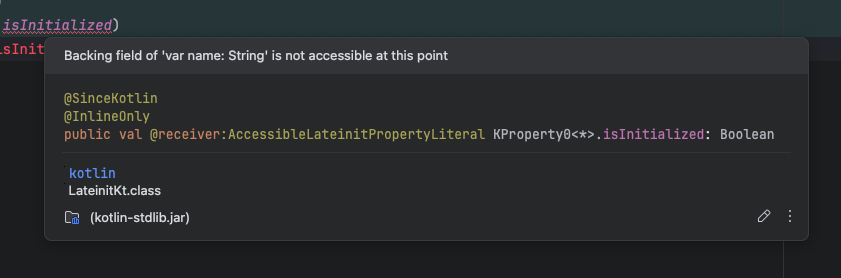 isInitialized)
isInit
Backing field of 'var name: String' is not accessible at this point
@SinceKotlin
@InlineOnly
public val @receiver:AccessibleLateinitPropertyLiteral KProperty0<*>.isInitialized: Boolean
kotlin
LateinitKt.class
(kotlin-stdlib.jar)